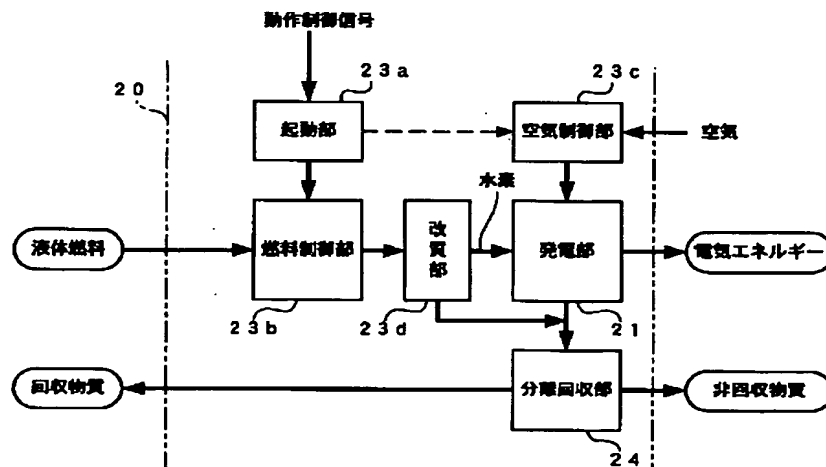 動作制御信号
20
23a
23c
起動部
空気制御部
空気
水素
液体燃料
燃料制御部
改質部
発電部
電気エネルギー
23b
23d
21
回収物質
分離回収部
非回収物質
24